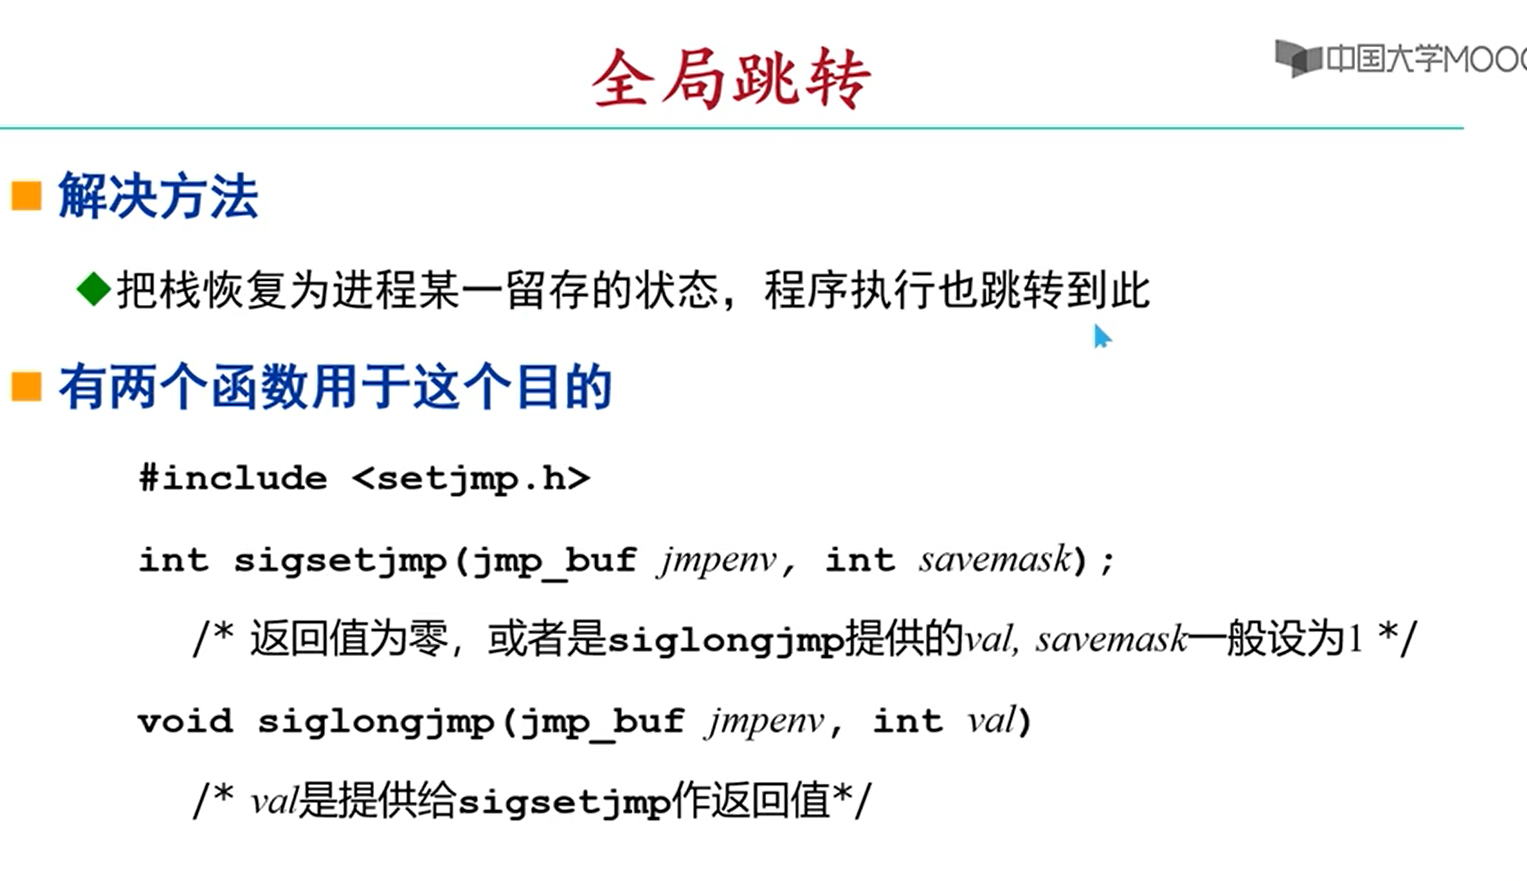 全局跳转
中国大学MOOC
解决方法
把栈恢复为进程某一留存的状态，程序执行也跳转到此
有两个函数用于这个目的
#include <setjmp.h>
int sigsetjmp(jmp_buf jmpenv, int savemask);
/* 返回值为零，或者是siglongjmp提供的val, savemask一般设为1 */
void siglongjmp(jmp_buf jmpenv, int val)
/* val是提供给sigsetjmp作返回值*/